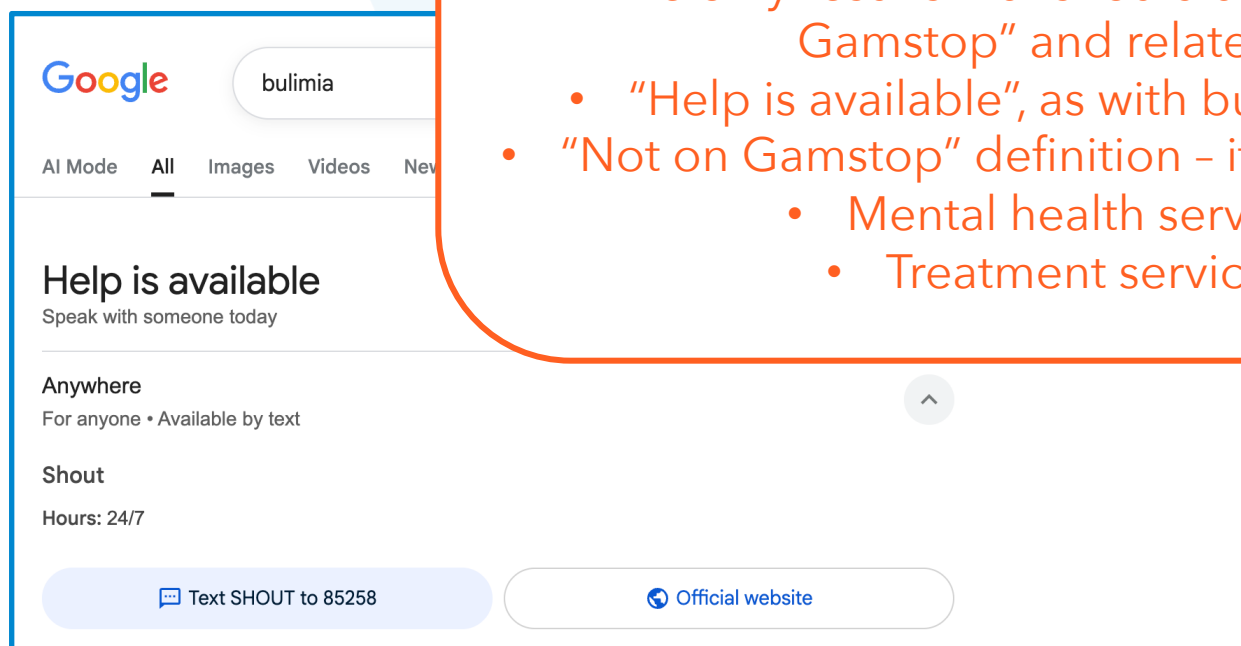 Gamstop” and relate
• “Help is available”, as with bu
• “Not on Gamstop” definition – i
• Mental health serv
• Treatment servic
Google
bulimia
AI Mode All Images Videos New
Help is available
Speak with someone today
Anywhere
For anyone • Available by text
Shout
Hours: 24/7
Text SHOUT to 85258
Official website